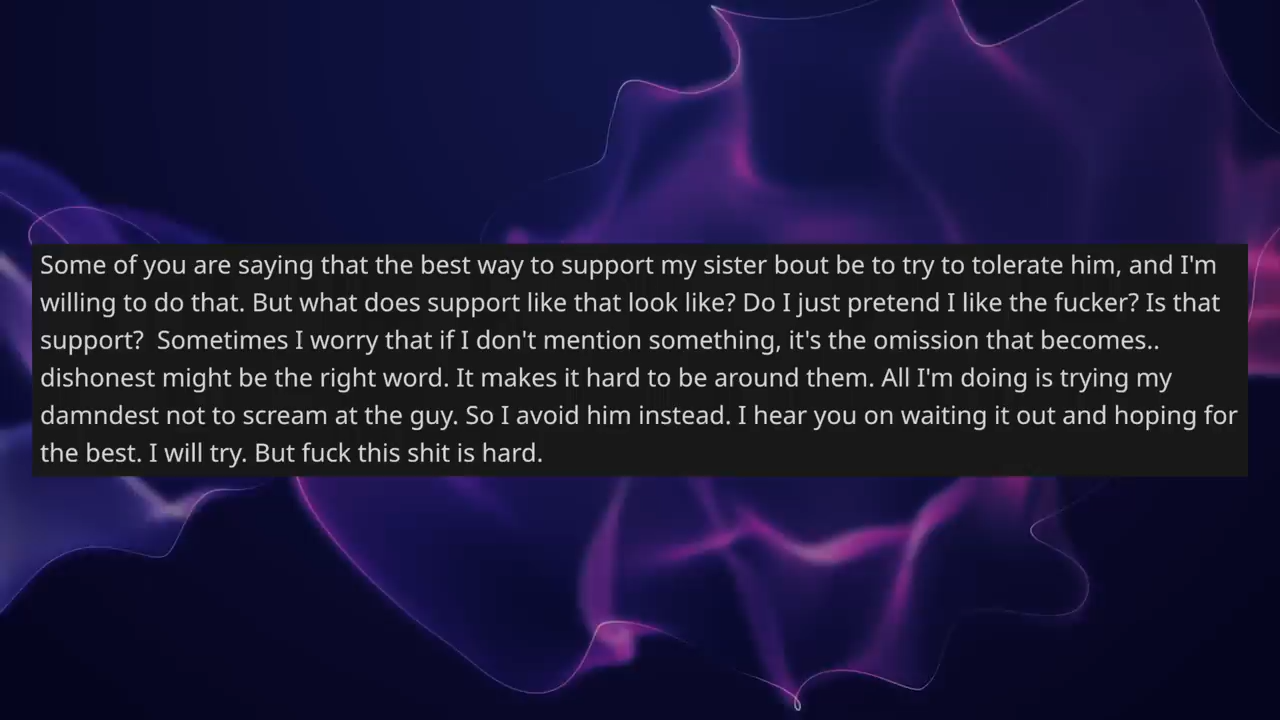 Some of you are saying that the best way to support my sister bout be to try to tolerate him, and I'm
willing to do that. But what does support like that look like? Do I just pretend I like the fucker? Is that
support?  Sometimes I worry that if I don't mention something, it's the omission that becomes..
dishonest might be the right word. It makes it hard to be around them. All I'm doing is trying my
damndest not to scream at the guy. So I avoid him instead. I hear you on waiting it out and hoping for
the best. I will try. But fuck this shit is hard.